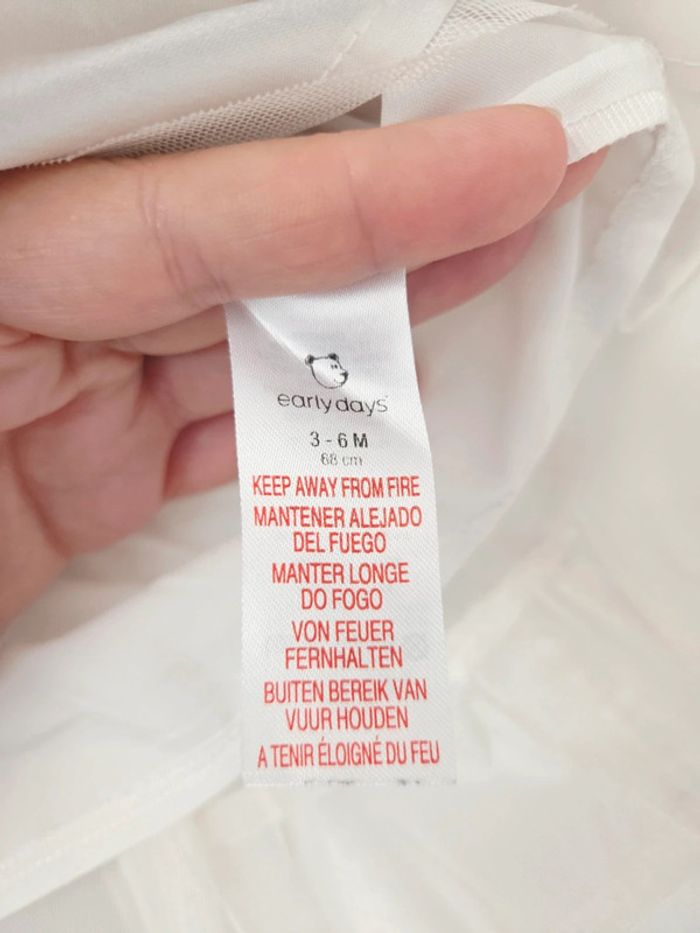 early days
3 - 6 M
68 cm
KEEP AWAY FROM FIRE
MANTENER ALEJADO
DEL FUEGO
MANTER LONGE
DO FOGO
VON FEUER
FERNHALTEN
BUITEN BEREIK VAN
VUUR HOUDEN
A TENIR ÉLOIGNÉ DU FEU